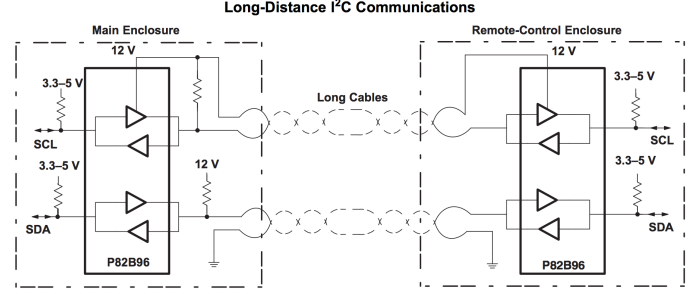 Long-Distance I²C Communications
Main Enclosure
Remote-Control Enclosure
12 V
12 V
3.3–5 V
3.3–5 V
Long Cables
SCL
SCL
3.3–5 V
12 V
3.3–5 V
SDA
SDA
P82B96
P82B96